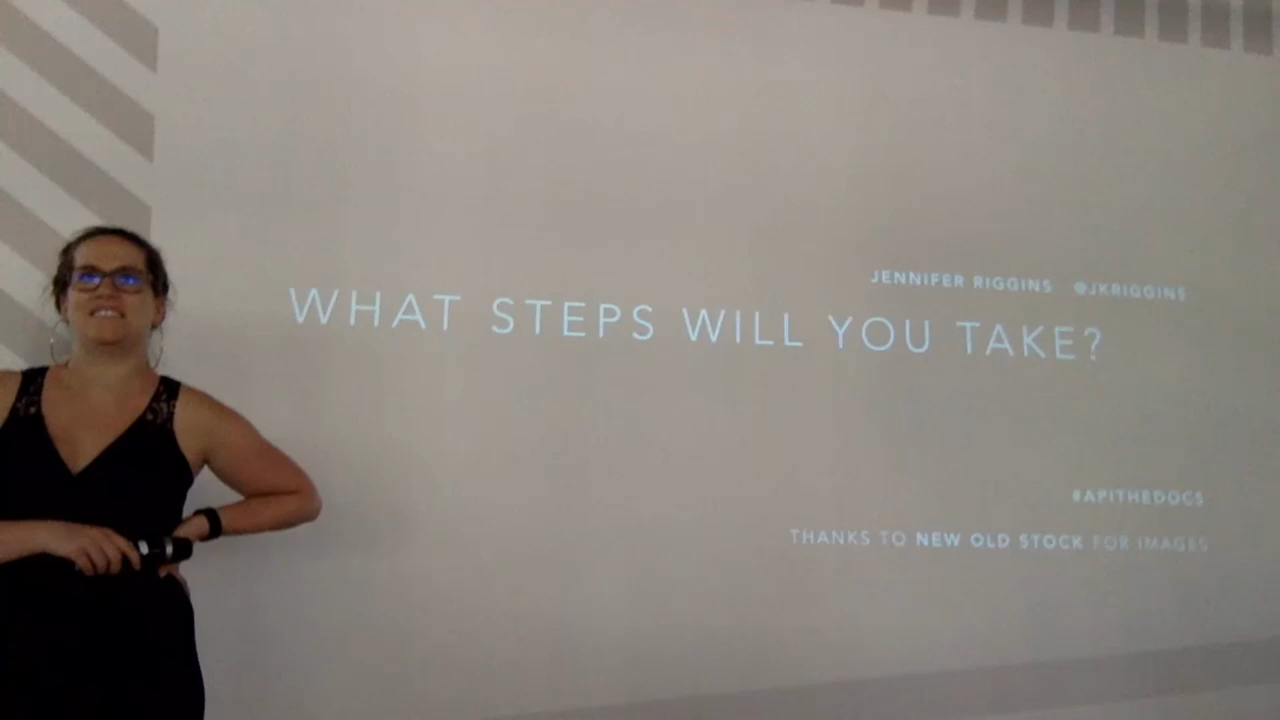 JENNIFER RIGGINS @JKRIGGINS
WHAT STEPS WILL YOU TAKE?
#APITHEDOCS
THANKS TO NEW OLD STOCK FOR IMAGES